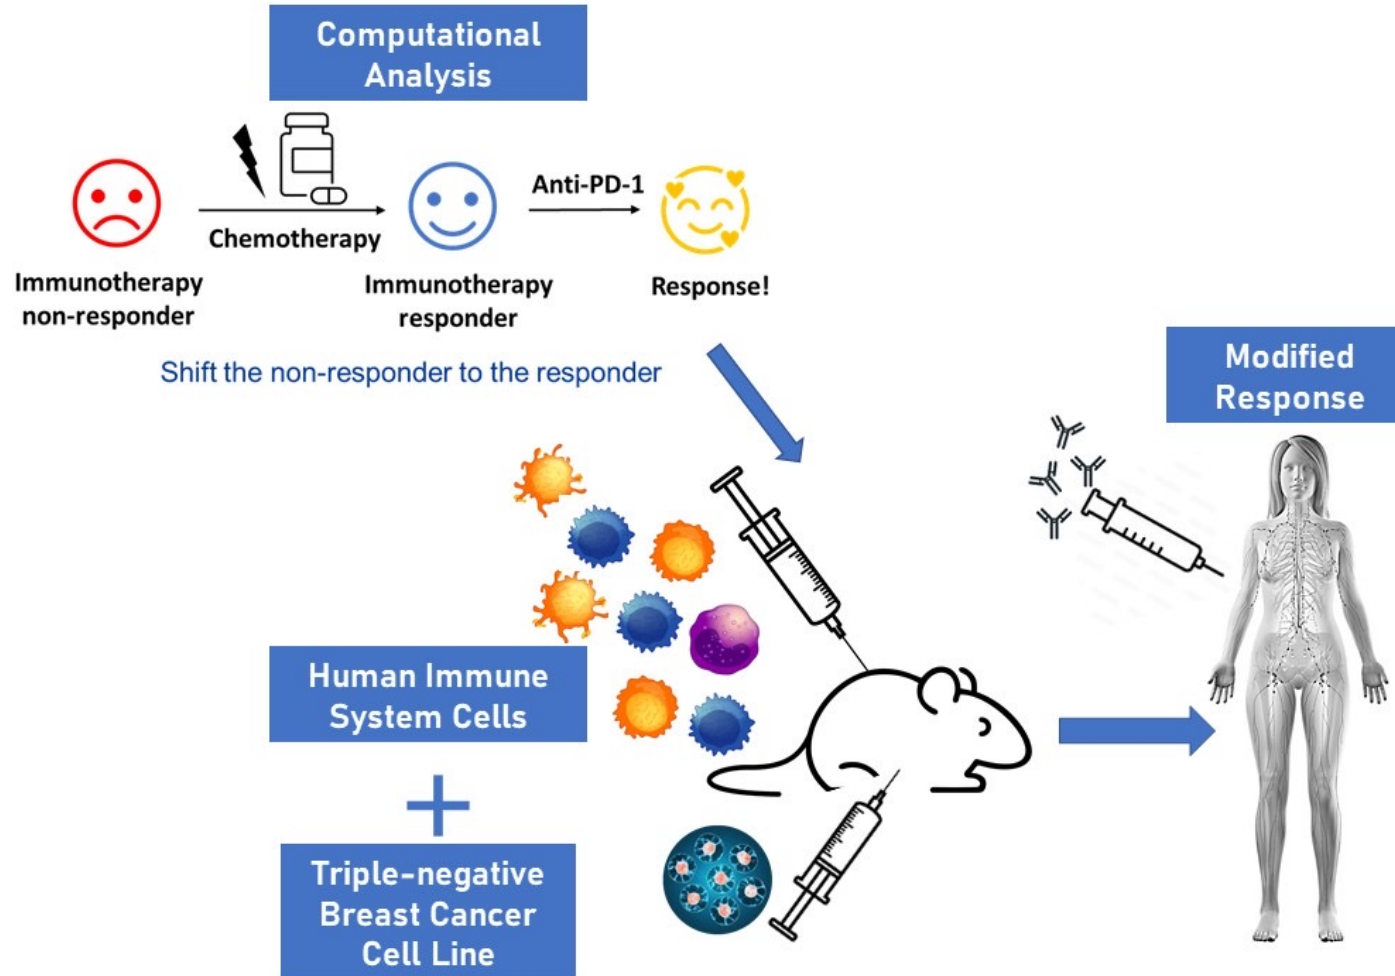 Computational
Analysis
Anti-PD-1
Chemotherapy
Immunotherapy
non-responder
Immunotherapy
responder
Response!
Shift the non-responder to the responder
Modified
Response
Human Immune
System Cells
+
Triple-negative
Breast Cancer
Cell Line